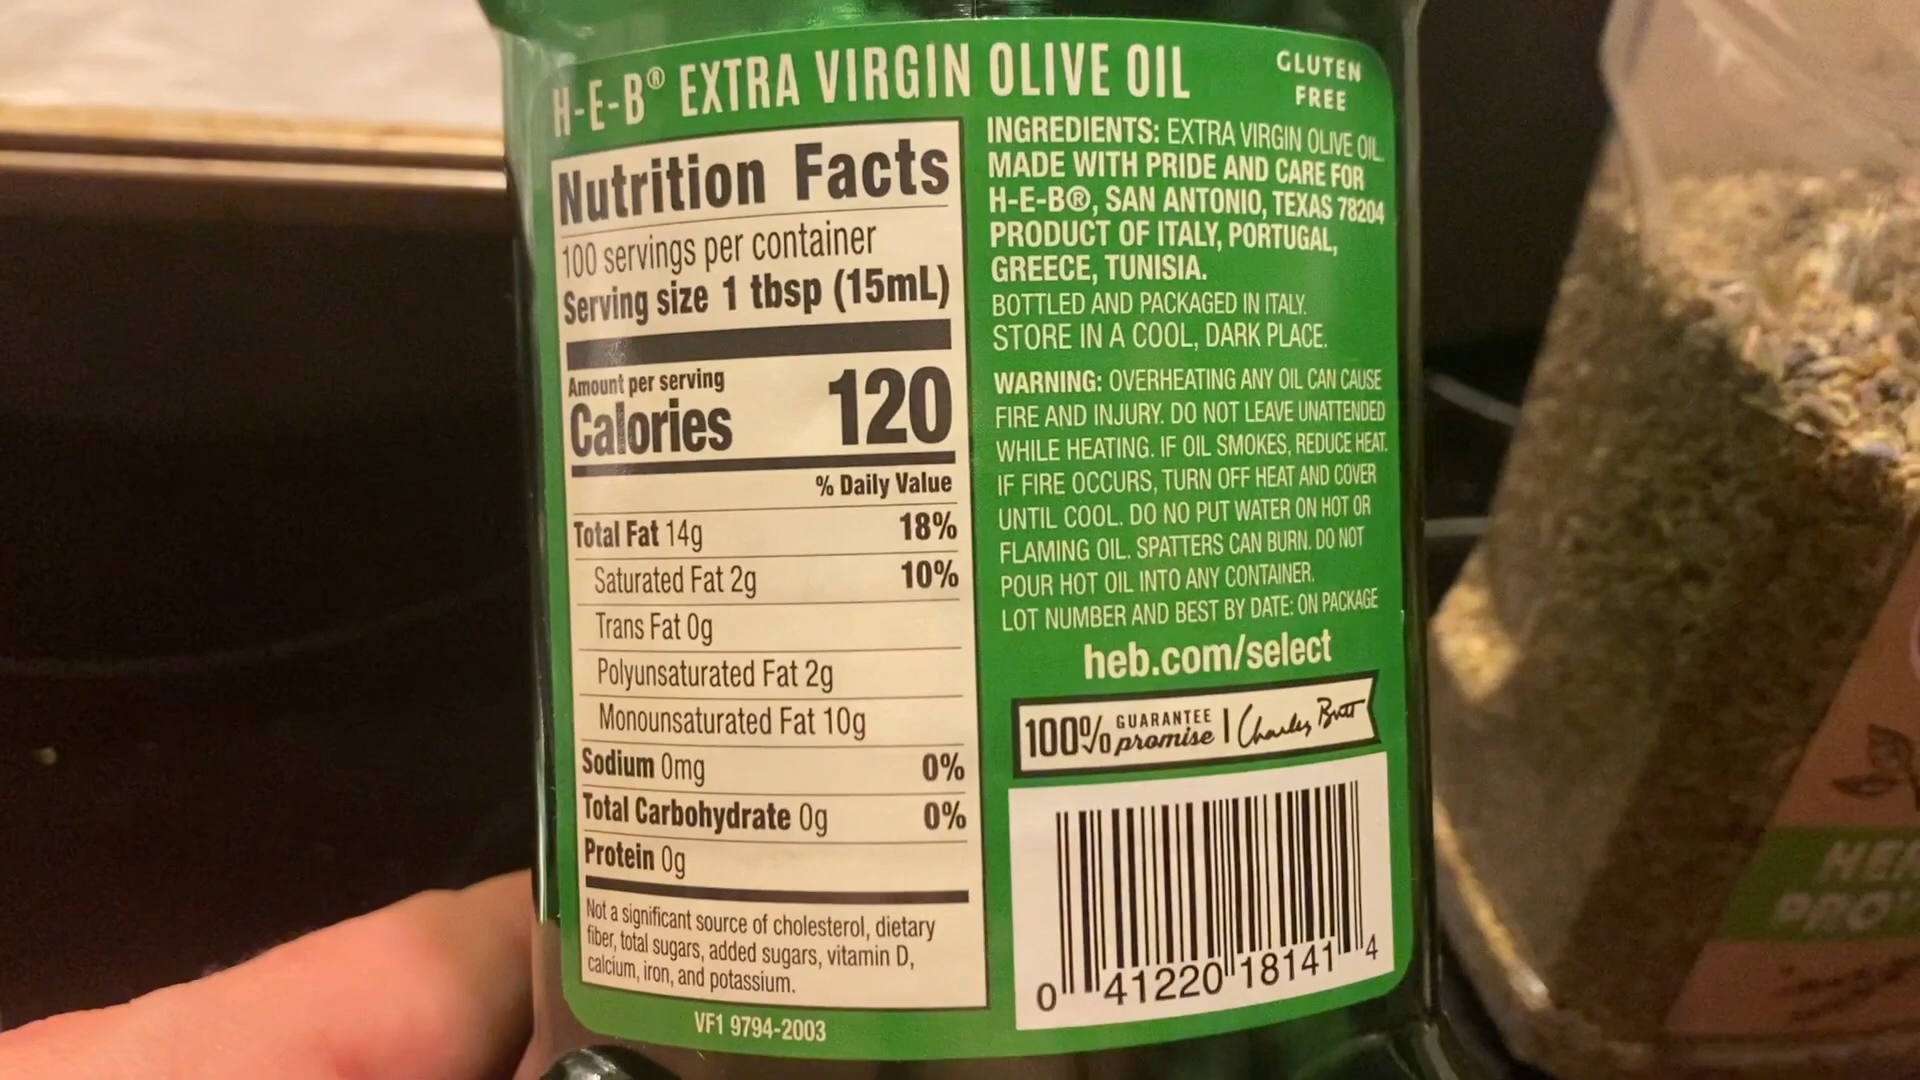 H-E-B® EXTRA VIRGIN OLIVE OIL
GLUTEN
FREE
Nutrition Facts
100 servings per container
Serving size 1 tbsp (15mL)
Amount per serving
Calories 120
% Daily Value
Total Fat 14g 18%
Saturated Fat 2g 10%
Trans Fat 0g
Polyunsaturated Fat 2g
Monounsaturated Fat 10g
Sodium 0mg 0%
Total Carbohydrate 0g 0%
Protein 0g
Not a significant source of cholesterol, dietary
fiber, total sugars, added sugars, vitamin D,
calcium, iron, and potassium.
VF1 9794-2003
INGREDIENTS: EXTRA VIRGIN OLIVE OIL.
MADE WITH PRIDE AND CARE FOR
H-E-B®, SAN ANTONIO, TEXAS 78204
PRODUCT OF ITALY, PORTUGAL,
GREECE, TUNISIA.
BOTTLED AND PACKAGED IN ITALY.
STORE IN A COOL, DARK PLACE.
WARNING: OVERHEATING ANY OIL CAN CAUSE
FIRE AND INJURY. DO NOT LEAVE UNATTENDED
WHILE HEATING. IF OIL SMOKES, REDUCE HEAT.
IF FIRE OCCURS, TURN OFF HEAT AND COVER
UNTIL COOL. DO NO PUT WATER ON HOT OR
FLAMING OIL. SPATTERS CAN BURN. DO NOT
POUR HOT OIL INTO ANY CONTAINER.
LOT NUMBER AND BEST BY DATE: ON PACKAGE
heb.com/select
100% GUARANTEE promise | Charles Butt
0 41220 18141 4